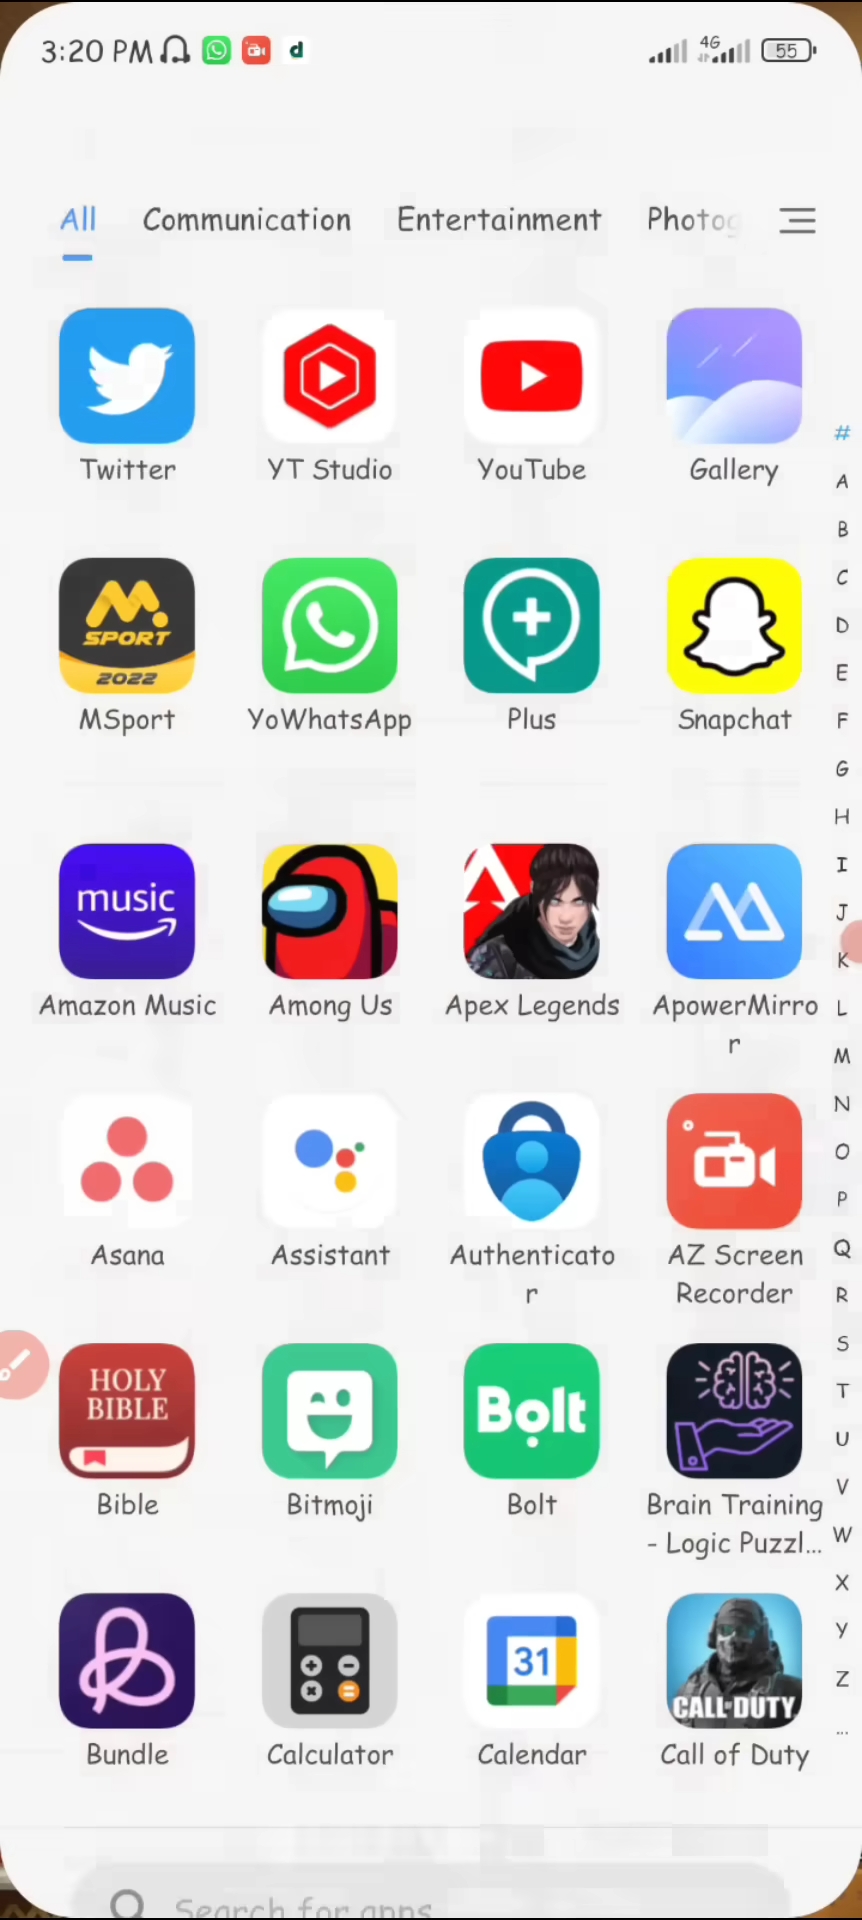 3:20 PM 4G 55
All Communication Entertainment Photog
Twitter YT Studio YouTube Gallery
#
A
B
C
D
E
F
G
H
I
J
K
L
M
N
O
P
Q
R
S
T
U
V
W
X
Y
Z
...
M. SPORT 2022
MSport YoWhatsApp Plus Snapchat
music
Amazon Music Among Us Apex Legends ApowerMirro
r
Asana Assistant Authenticato AZ Screen
r Recorder
HOLY
BIBLE
Bolt
Bible Bitmoji Bolt Brain Training
- Logic Puzzl...
31
CALL OF DUTY
Bundle Calculator Calendar Call of Duty
Search for apps